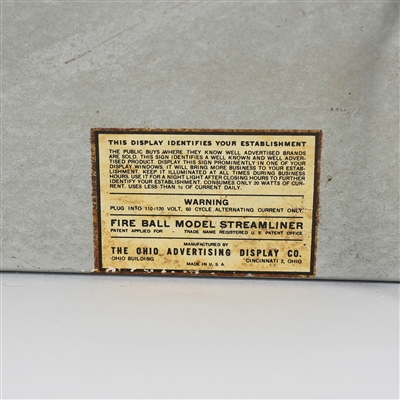 THIS DISPLAY IDENTIFIES YOUR ESTABLISHMENT
THE PUBLIC BUYS WHERE THEY KNOW WELL ADVERTISED BRANDS
ARE SOLD. THIS SIGN IDENTIFIES A WELL KNOWN AND WELL ADVER-
TISED PRODUCT. DISPLAY THIS SIGN PROMINENTLY IN ONE OF YOUR
DISPLAY WINDOWS. IT WILL BRING MORE BUSINESS TO YOUR ESTAB-
LISHMENT. KEEP IT ILLUMINATED AT ALL TIMES DURING BUSINESS
HOURS. USE IT FOR A NIGHT LIGHT AFTER CLOSING HOURS TO FURTHER
IDENTIFY YOUR ESTABLISHMENT. CONSUMES ONLY 20 WATTS OF CUR-
RENT. USES LESS THAN ½c OF CURRENT DAILY.
WARNING
PLUG INTO 110-120 VOLT, 60 CYCLE ALTERNATING CURRENT ONLY
FIRE BALL MODEL STREAMLINER
PATENT APPLIED FOR - TRADE NAME REGISTERED U.S. PATENT OFFICE
MANUFACTURED BY
THE OHIO ADVERTISING DISPLAY CO.
OHIO BUILDING CINCINNATI 2, OHIO
MADE IN U.S.A.